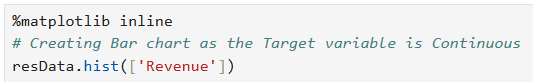 %matplotlib inline
# Creating Bar chart as the Target variable is Continuous
resData.hist(['Revenue'])